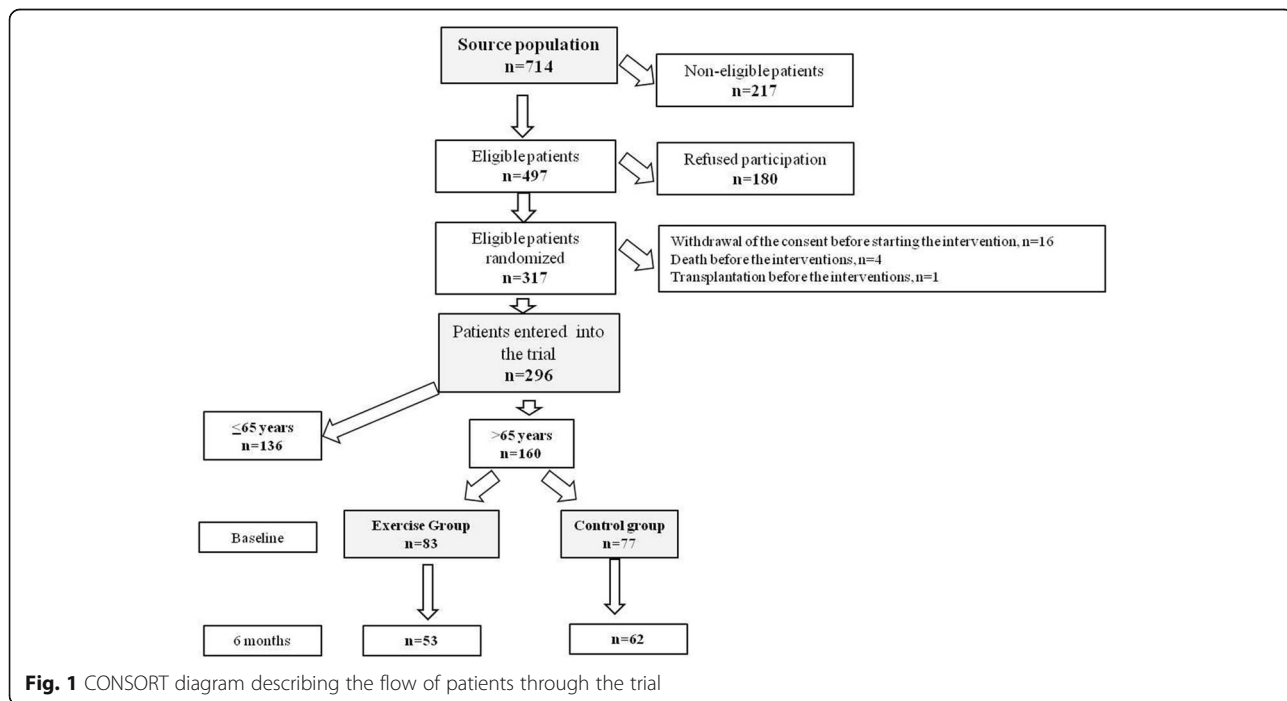 Source population
n=714
Non-eligible patients
n=217
Eligible patients
n=497
Refused participation
n=180
Eligible patients
randomized
n=317
Withdrawal of the consent before starting the intervention, n=16
Death before the interventions, n=4
Transplantation before the interventions, n=1
Patients entered into
the trial
n=296
≤65 years
n=136
>65 years
n=160
Baseline
Exercise Group
n=83
Control group
n=77
6 months
n=53
n=62
Fig. 1 CONSORT diagram describing the flow of patients through the trial